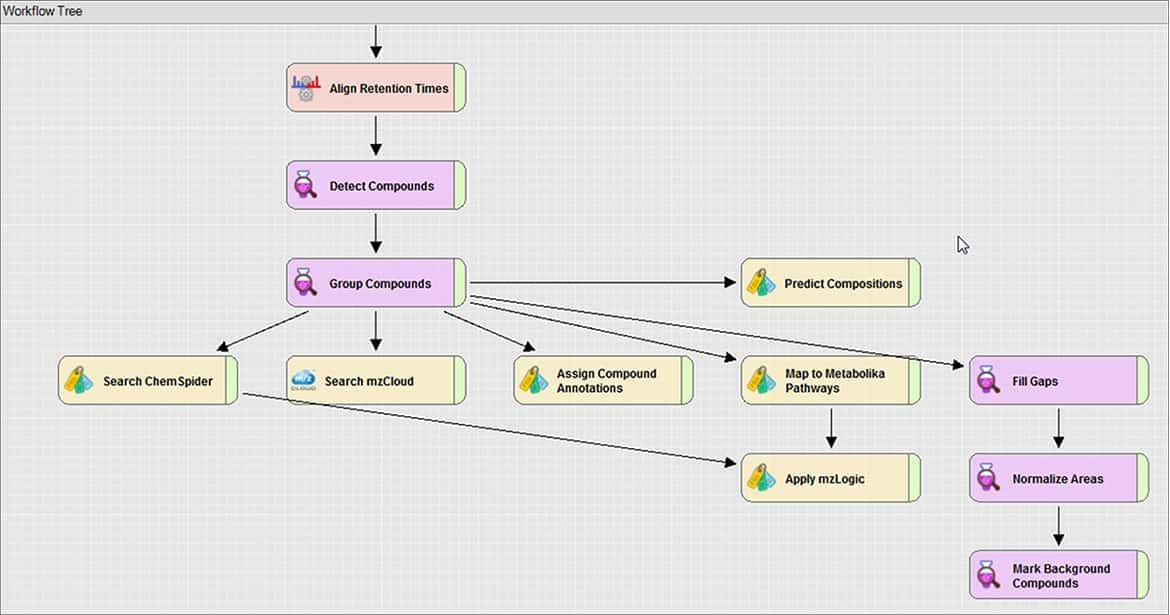 Workflow Tree
Align Retention Times
Detect Compounds
Group Compounds
Predict Compositions
Search ChemSpider
Search mzCloud
Assign Compound
Annotations
Map to Metabolika
Pathways
Fill Gaps
Apply mzLogic
Normalize Areas
Mark Background
Compounds